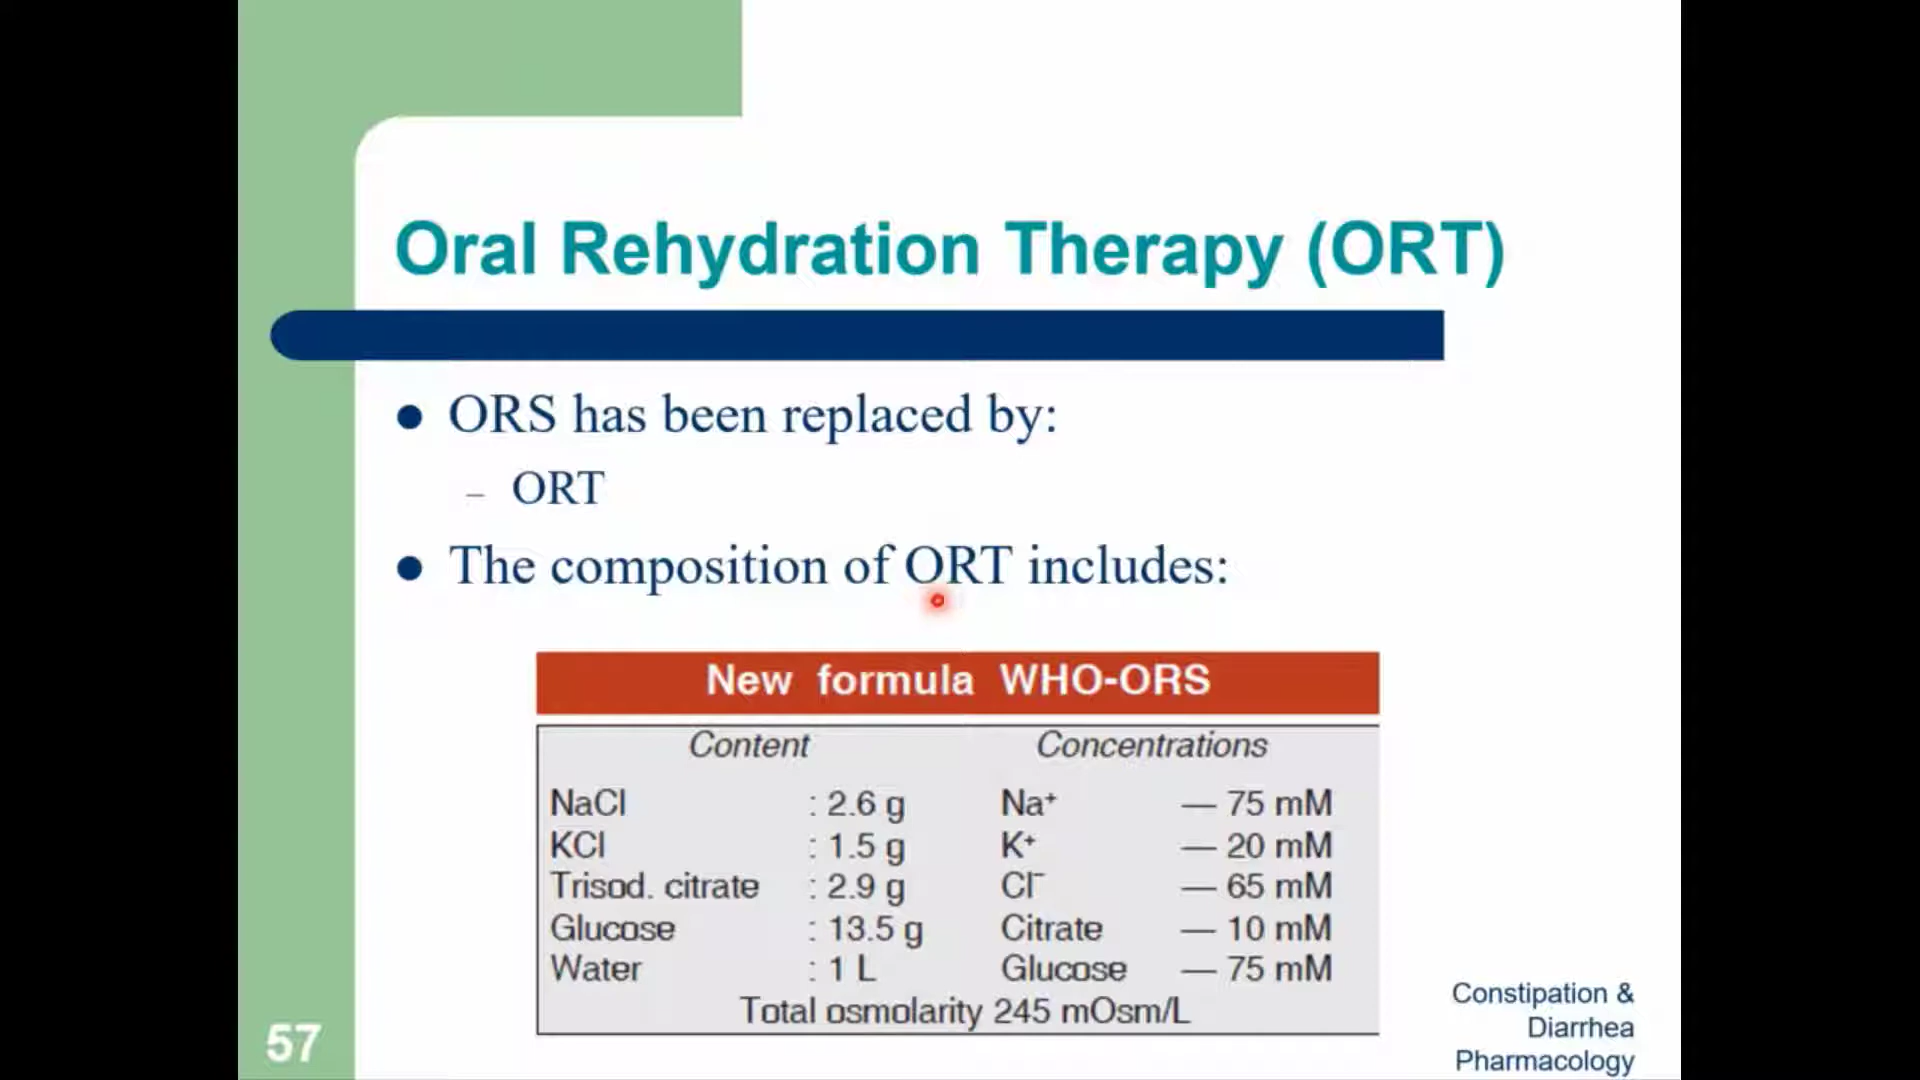 Oral Rehydration Therapy (ORT)
● ORS has been replaced by:
– ORT
● The composition of ORT includes:
New formula WHO-ORS
Content Concentrations
NaCl : 2.6 g Na⁺ — 75 mM
KCl : 1.5 g K⁺ — 20 mM
Trisod. citrate : 2.9 g Cl⁻ — 65 mM
Glucose : 13.5 g Citrate — 10 mM
Water : 1 L Glucose — 75 mM
Total osmolarity 245 mOsm/L
57
Constipation &
Diarrhea
Pharmacology